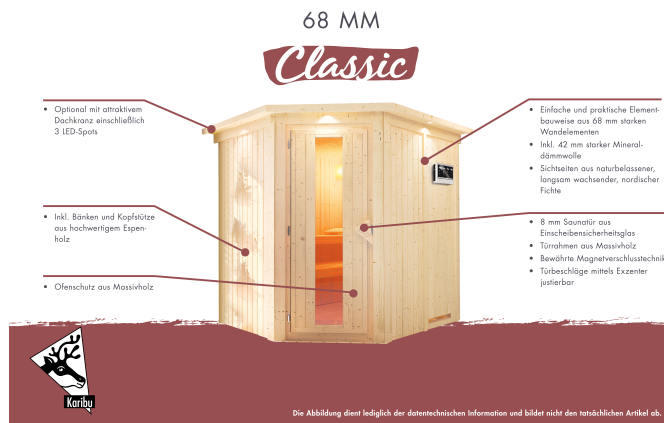 68 MM
Classic
• Optional mit attraktivem
Dachkranz einschließlich
3 LED-Spots
• Inkl. Bänken und Kopfstütze
aus hochwertigem Espen-
holz
• Ofenschutz aus Massivholz
• Einfache und praktische Element-
bauweise aus 68 mm starken
Wandelementen
• Inkl. 42 mm starker Mineral-
dämmwolle
• Sichtseiten aus naturbelassener,
langsam wachsender, nordischer
Fichte
• 8 mm Saunatür aus
Einscheibensicherheitsglas
• Türrahmen aus Massivholz
• Bewährte Magnetverschlusstechnik
• Türbeschläge mittels Exzenter
justierbar
Karibu
Die Abbildung dient lediglich der datentechnischen Information und bildet nicht den tatsächlichen Artikel ab.